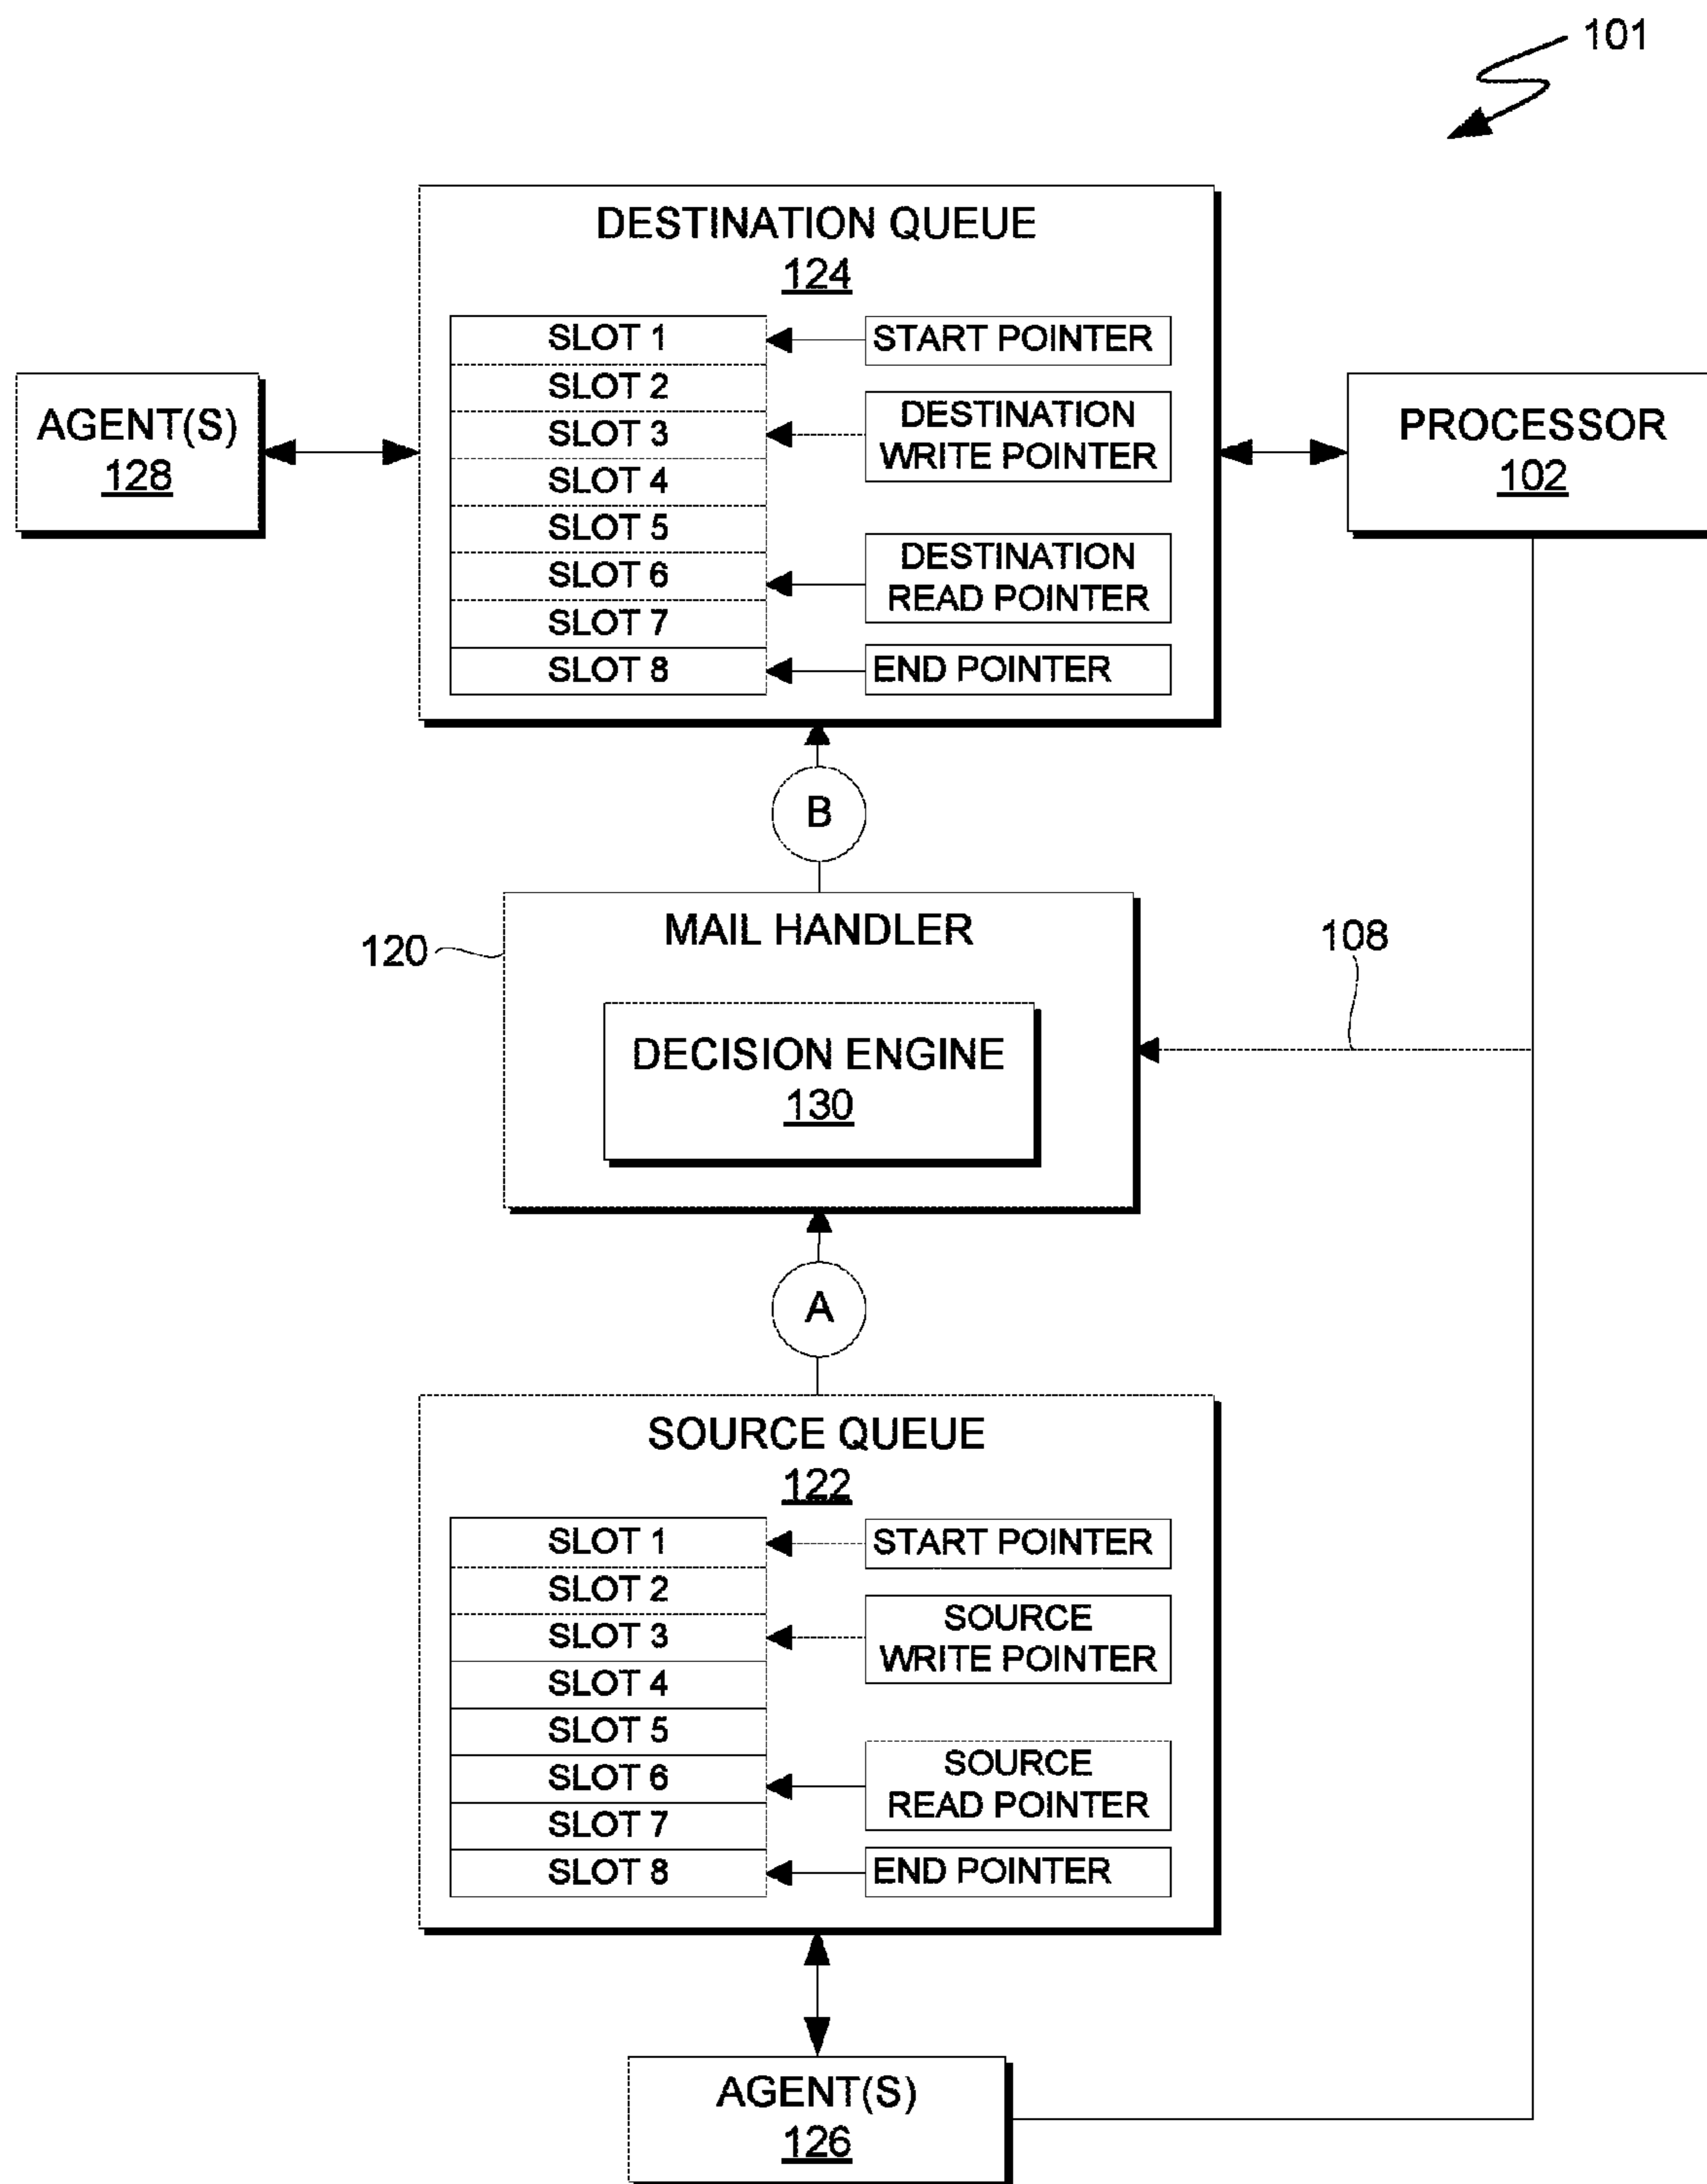 101
DESTINATION QUEUE
124
SLOT 1
START POINTER
SLOT 2
SLOT 3
DESTINATION
WRITE POINTER
SLOT 4
SLOT 5
SLOT 6
DESTINATION
READ POINTER
SLOT 7
SLOT 8
END POINTER
AGENT(S)
128
PROCESSOR
102
B
MAIL HANDLER
120
108
DECISION ENGINE
130
A
SOURCE QUEUE
122
SLOT 1
START POINTER
SLOT 2
SLOT 3
SOURCE
WRITE POINTER
SLOT 4
SLOT 5
SLOT 6
SOURCE
READ POINTER
SLOT 7
SLOT 8
END POINTER
AGENT(S)
126